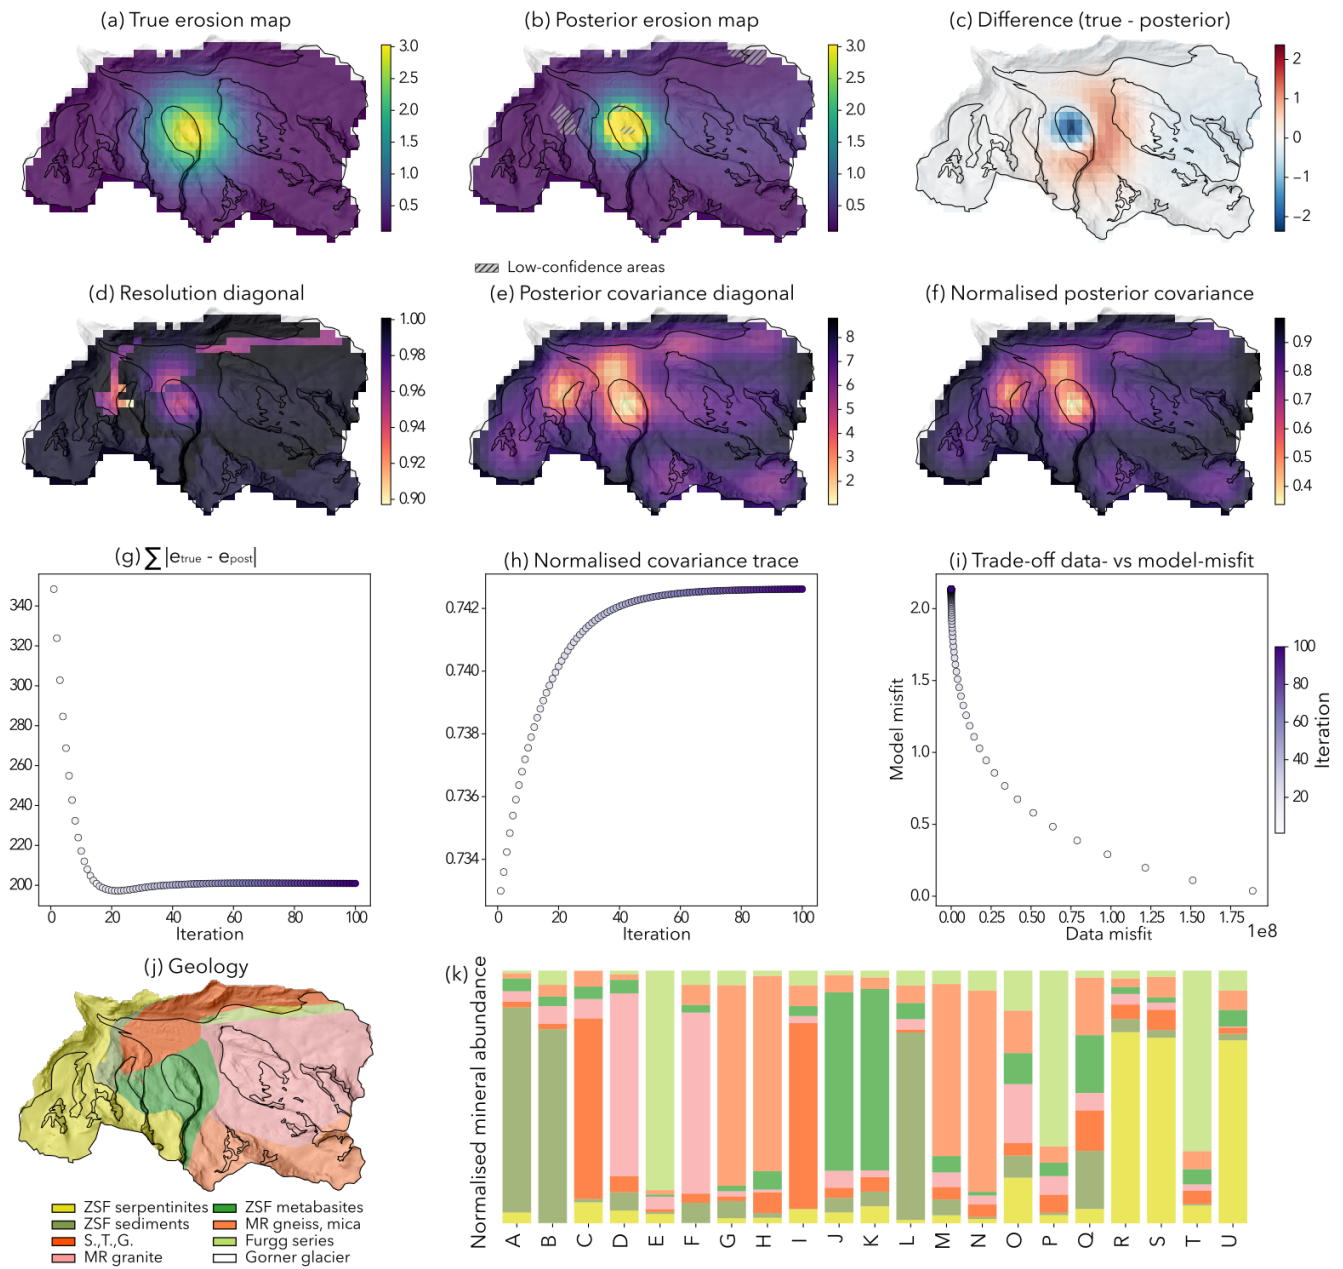 (a) True erosion map
(b) Posterior erosion map
(c) Difference (true - posterior)
3.0
2.5
2.0
1.5
1.0
0.5
3.0
2.5
2.0
1.5
1.0
0.5
2
1
0
−1
−2
Low-confidence areas
(d) Resolution diagonal
(e) Posterior covariance diagonal
(f) Normalised posterior covariance
1.00
0.98
0.96
0.94
0.92
0.90
8
7
6
5
4
3
2
0.9
0.8
0.7
0.6
0.5
0.4
(g) ∑ |etrue - epost|
(h) Normalised covariance trace
(i) Trade-off data- vs model-misfit
340
320
300
280
260
240
220
200
0 20 40 60 80 100
Iteration
0.742
0.740
0.738
0.736
0.734
0 20 40 60 80 100
Iteration
Model misfit
2.0
1.5
1.0
0.5
0.0
0.00 0.25 0.50 0.75 1.00 1.25 1.50 1.75
Data misfit
1e8
100
80
60
40
20
Iteration
(j) Geology
ZSF serpentinites
ZSF sediments
S.,T.,G.
MR granite
ZSF metabasites
MR gneiss, mica
Furgg series
Gorner glacier
(k)
Normalised mineral abundance
A B C D E F G H I J K L M N O P Q R S T U